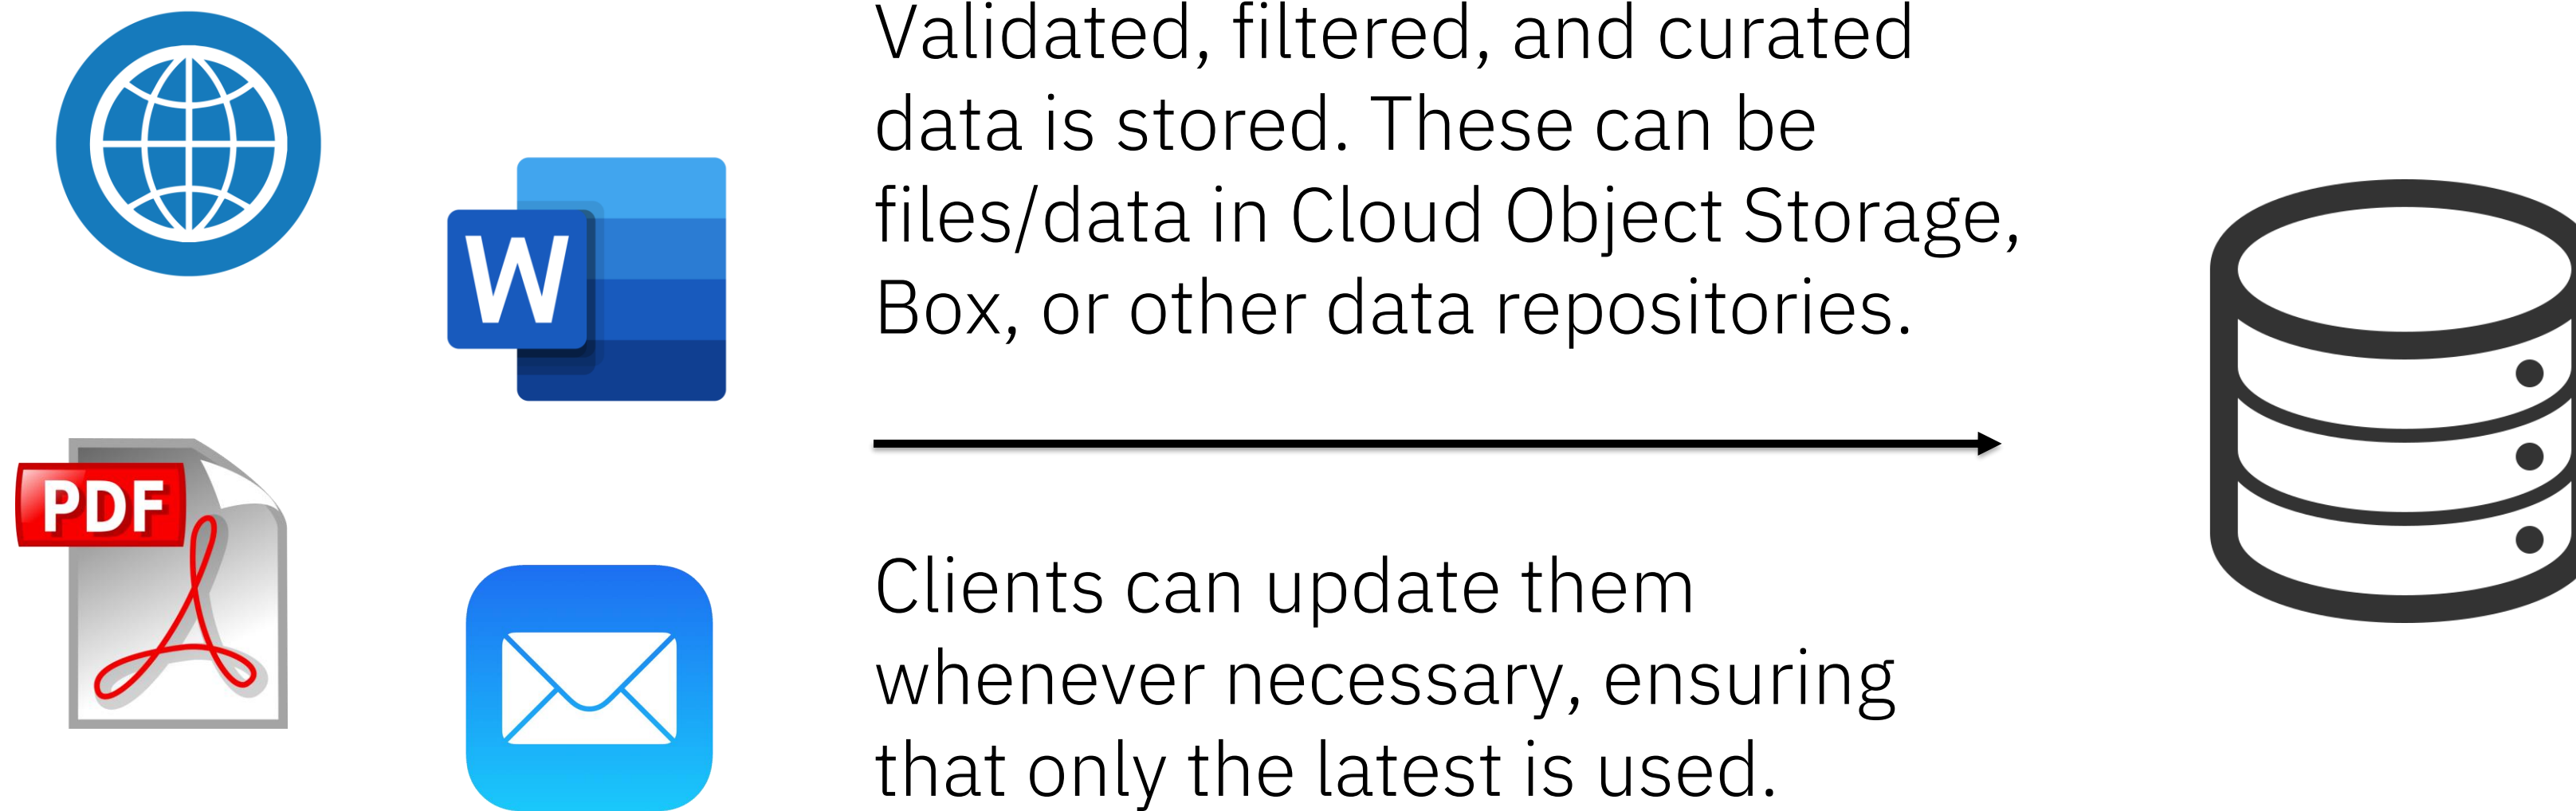 Validated, filtered, and curated
data is stored. These can be
files/data in Cloud Object Storage,
Box, or other data repositories.
W
PDF
Clients can update them
whenever necessary, ensuring
that only the latest is used.